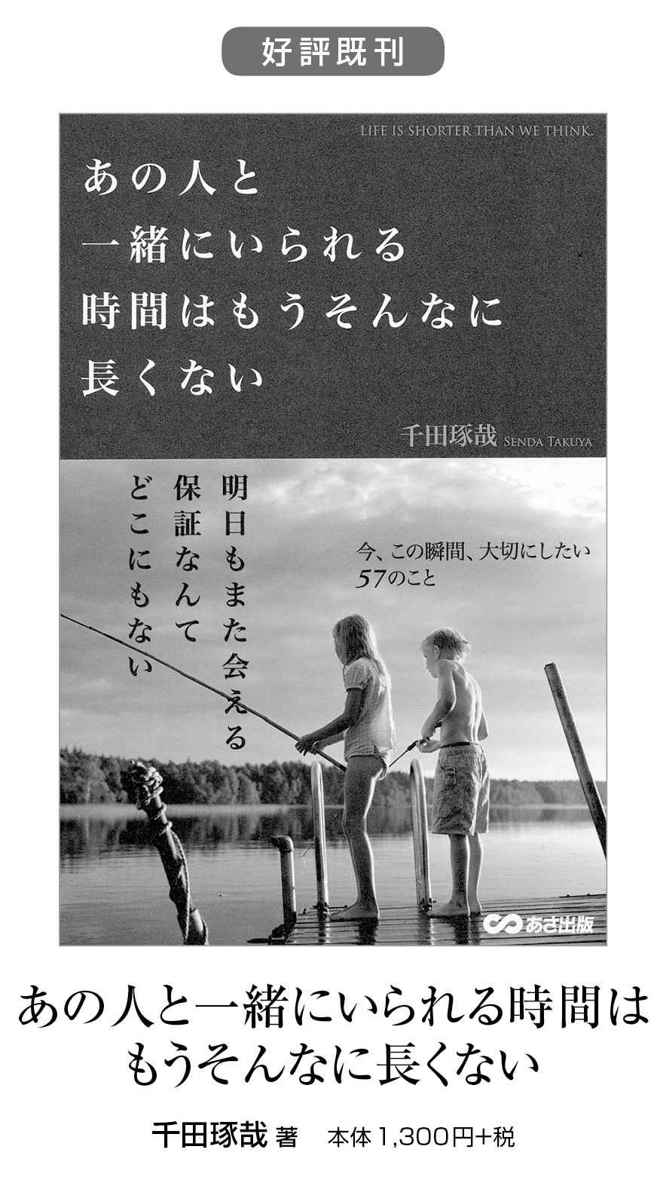 好評既刊
LIFE IS SHORTER THAN WE THINK.
あの人と
一緒にいられる
時間はもうそんなに
長くない
千田琢哉 SENDA TAKUYA
明日もまた会える
保証なんて
どこにもない
今、この瞬間、大切にしたい
57のこと
あさ出版
あの人と一緒にいられる時間は
もうそんなに長くない
千田琢哉 著 本体1,300円+税